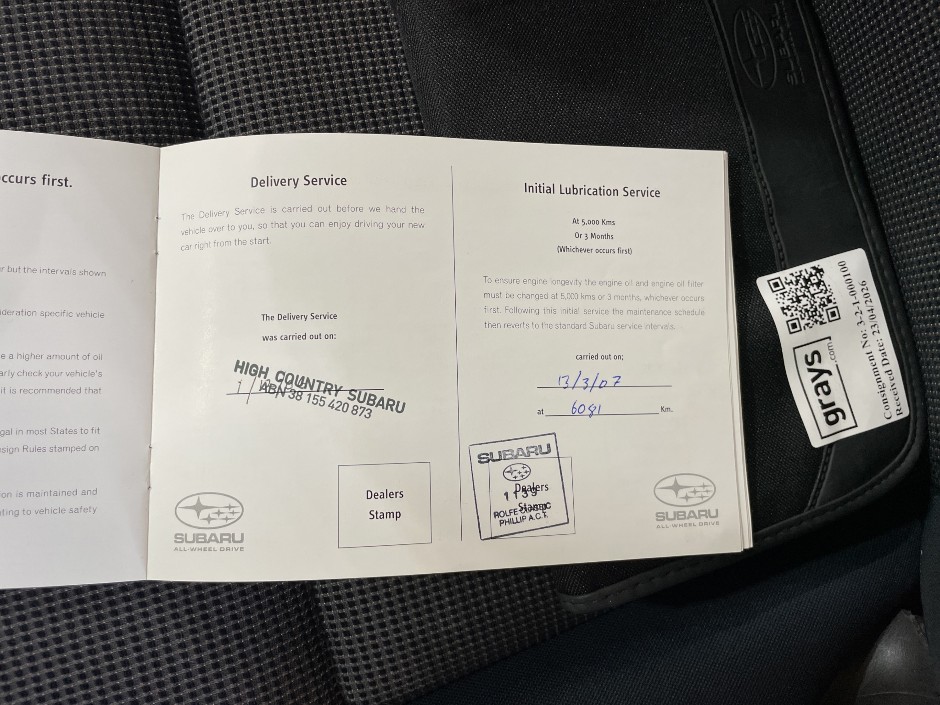 ccurs first.
r but the intervals shown
ideration specific vehicle
e a higher amount of oil
arly check your vehicle's
it is recommended that
gal in most States to fit
esign Rules stamped on
on is maintained and
ting to vehicle safety
Delivery Service
The Delivery Service is carried out before we hand the
vehicle over to you, so that you can enjoy driving your new
car right from the start.
The Delivery Service
was carried out on:
HIGH COUNTRY SUBARU
ABN 38 155 420 873
Dealers
Stamp
SUBARU
ALL-WHEEL DRIVE
Initial Lubrication Service
At 5,000 Kms
Or 3 Months
(Whichever occurs first)
To ensure engine longevity the engine oil and engine oil filter
must be changed at 5,000 kms or 3 months, whichever occurs
first. Following this initial service the maintenance schedule
then reverts to the standard Subaru service intervals.
carried out on;
13/3/07
at 6081 Km.
SUBARU
Dealers
Stamp
ROLFE
PHILLIP A.C.T.
SUBARU
ALL-WHEEL DRIVE
SUBARU
grays.com
Consignment No: 3-2-1-000100
Received Date: 23/04/2026